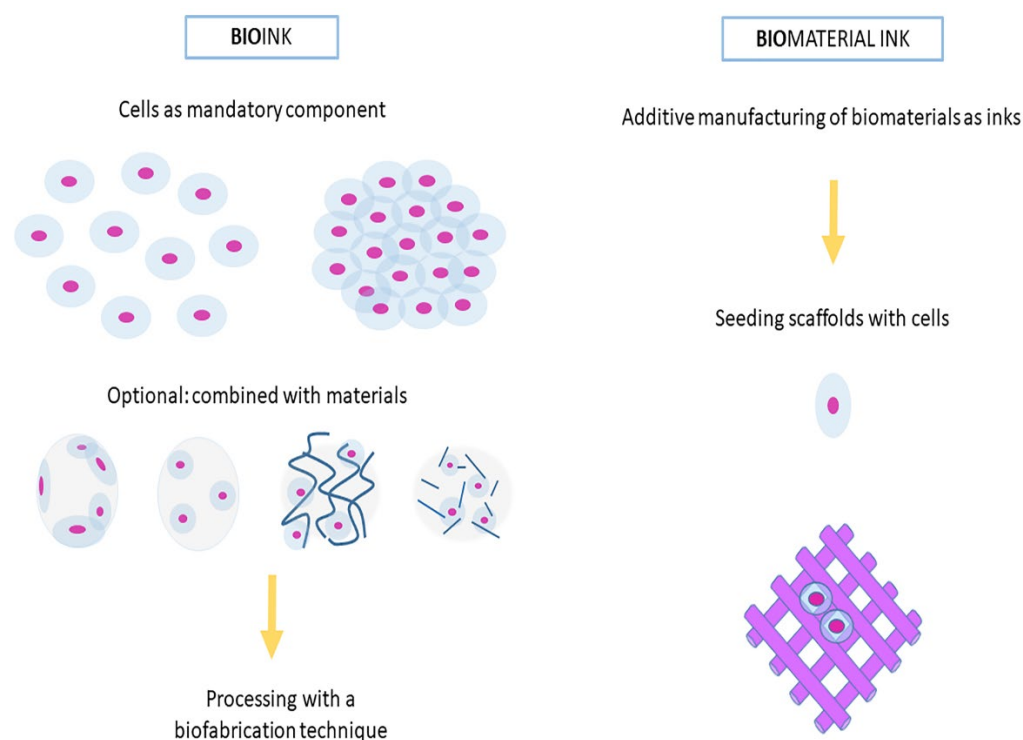 BIOINK
Cells as mandatory component
Optional: combined with materials
Processing with a
biofabrication technique
BIOMATERIAL INK
Additive manufacturing of biomaterials as inks
Seeding scaffolds with cells